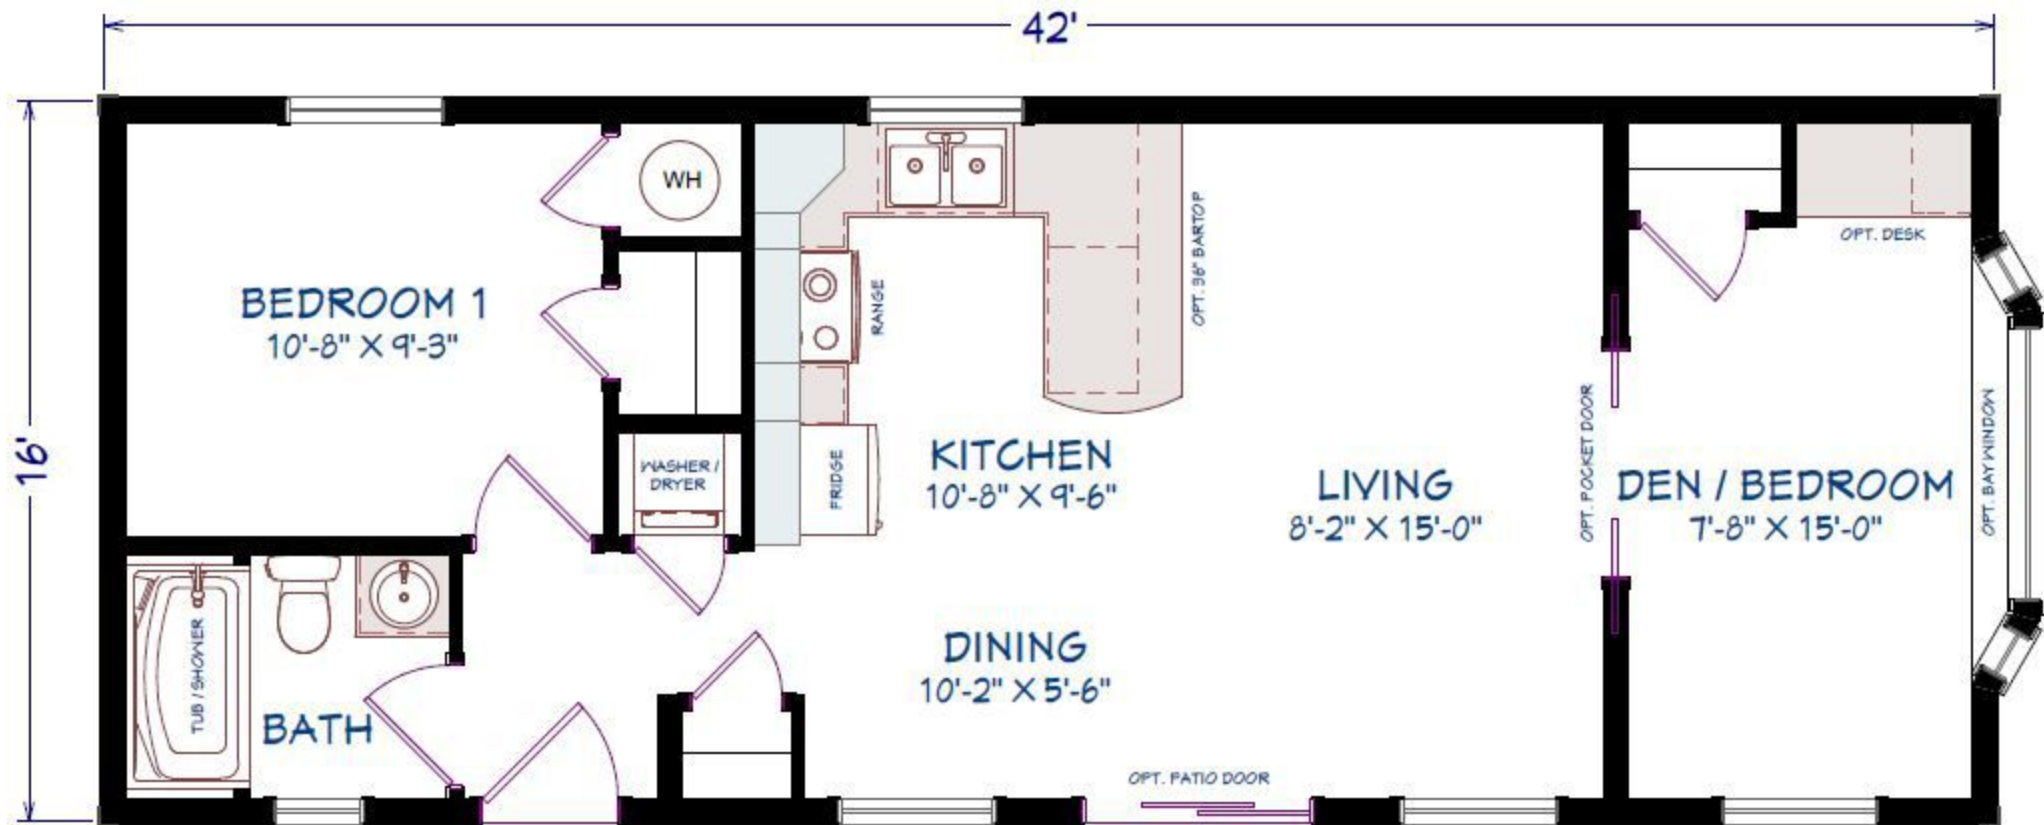 42'
16'
WH
BEDROOM 1
10'-8" X 9'-3"
RANGE
OPT. 36" BARTOP
OPT. DESK
WASHER /
DRYER
FRIDGE
KITCHEN
10'-8" X 9'-6"
LIVING
8'-2" X 15'-0"
OPT. POCKET DOOR
DEN / BEDROOM
7'-8" X 15'-0"
OPT. BAY WINDOW
TUB / SHOWER
BATH
DINING
10'-2" X 5'-6"
OPT. PATIO DOOR